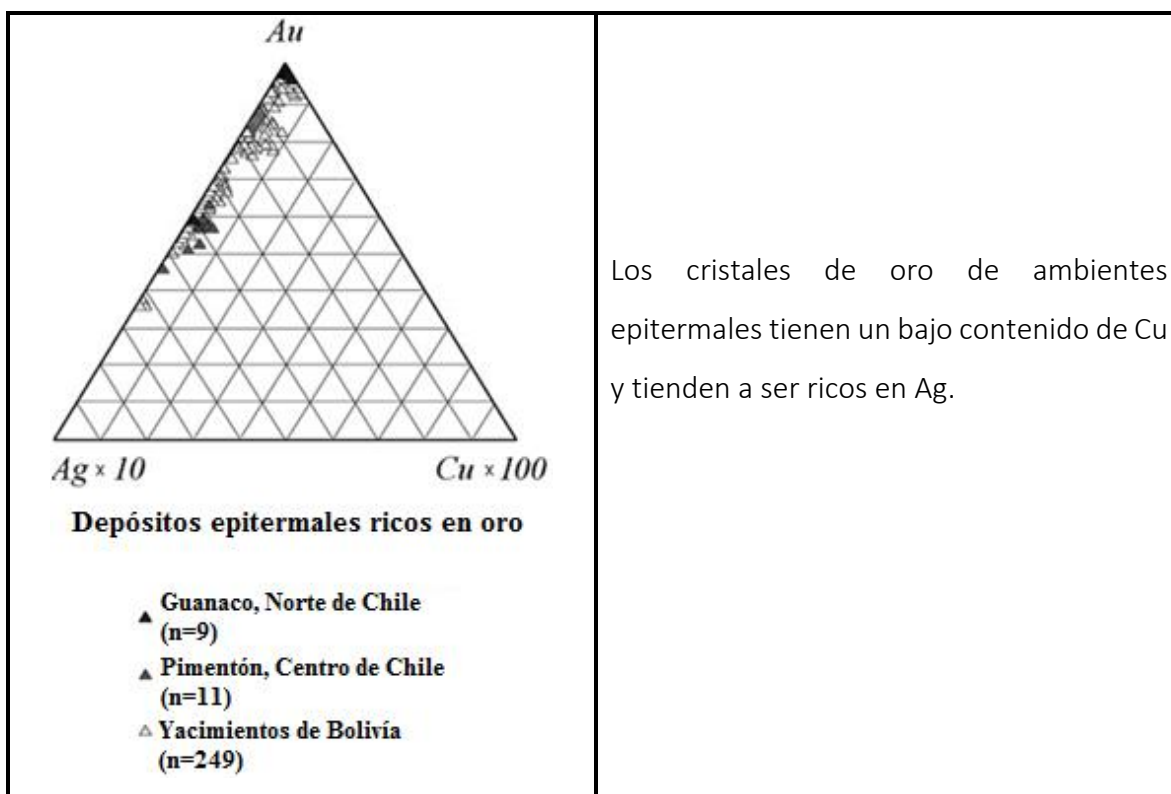 Au
Ag × 10
Cu × 100
Depósitos epitermales ricos en oro
Guanaco, Norte de Chile
(n=9)
Pimentón, Centro de Chile
(n=11)
Yacimientos de Bolivía
(n=249)
Los cristales de oro de ambientes
epitermales tienen un bajo contenido de Cu
y tienden a ser ricos en Ag.